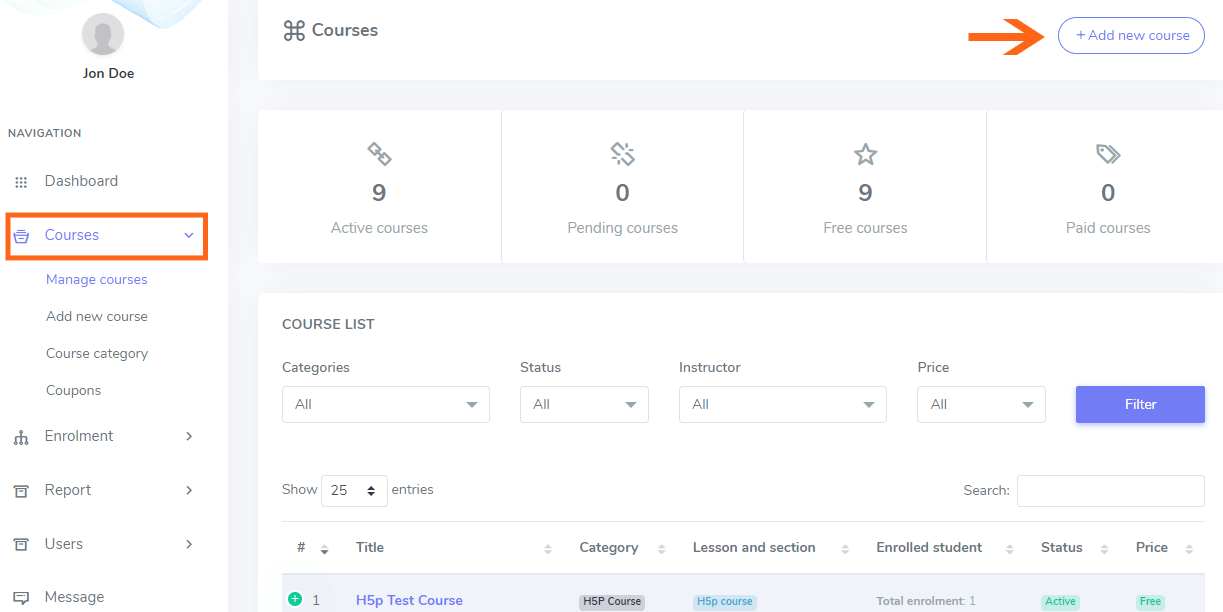 Jon Doe
NAVIGATION
Dashboard
Courses
Manage courses
Add new course
Course category
Coupons
Enrolment
Report
Users
Message
Courses
+ Add new course
9
Active courses
0
Pending courses
9
Free courses
0
Paid courses
COURSE LIST
Categories Status Instructor Price
All All All All Filter
Show 25 entries Search:
# Title Category Lesson and section Enrolled student Status Price
1 H5p Test Course H5P Course H5p course Total enrolment: 1 Active Free